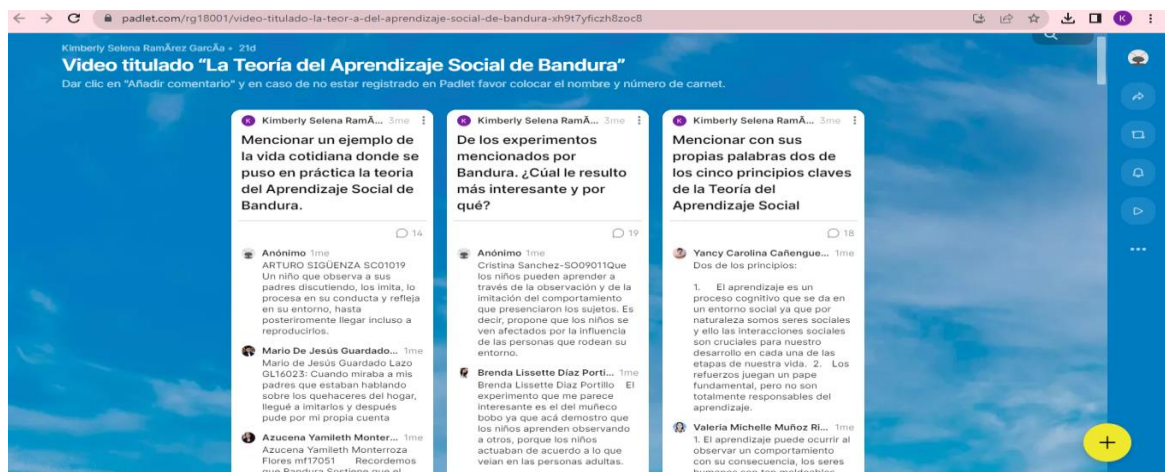 padlet.com/rg18001/video-titulado-la-teor-a-del-aprendizaje-social-de-bandura-xh9t7yficzh8zoc8
K
Kimberly Selena RamÃrez GarcÃa • 21d
Video titulado “La Teoría del Aprendizaje Social de Bandura”
Dar clic en "Añadir comentario" y en caso de no estar registrado en Padlet favor colocar el nombre y número de carnet.
K Kimberly Selena RamÃ... 3me
Mencionar un ejemplo de
la vida cotidiana donde se
puso en práctica la teoria
del Aprendizaje Social de
Bandura.
14
Anónimo 1me
ARTURO SIGÜENZA SC01019
Un niño que observa a sus
padres discutiendo, los imita, lo
procesa en su conducta y refleja
en su entorno, hasta
posteriromente llegar incluso a
reproducirlos.
Mario De Jesús Guardado... 1me
Mario de Jesús Guardado Lazo
GL16023: Cuando miraba a mis
padres que estaban hablando
sobre los quehaceres del hogar,
llegué a imitarlos y después
pude por mi propia cuenta
Azucena Yamileth Monter... 1me
Azucena Yamileth Monterroza
Flores mf17051 Recordemos
que Bandura Sostiene que el
K Kimberly Selena RamÃ... 3me
De los experimentos
mencionados por
Bandura. ¿Cúal le resulto
más interesante y por
qué?
19
Anónimo 1me
Cristina Sanchez-SO09011Que
los niños pueden aprender a
través de la observación y de la
imitación del comportamiento
que presenciaron los sujetos. Es
decir, propone que los niños se
ven afectados por la influencia
de las personas que rodean su
entorno.
Brenda Lissette Díaz Porti... 1me
Brenda Lissette Díaz Portillo El
experimento que me parece
interesante es el del muñeco
bobo ya que acá demostro que
los niños aprenden observando
a otros, porque los niños
actuaban de acuerdo a lo que
veían en las personas adultas.
K Kimberly Selena RamÃ... 3me
Mencionar con sus
propias palabras dos de
los cinco principios claves
de la Teoría del
Aprendizaje Social
18
Yancy Carolina Cañengue... 1me
Dos de los principios:
1. El aprendizaje es un
proceso cognitivo que se da en
un entorno social ya que por
naturaleza somos seres sociales
y ello las interacciones sociales
son cruciales para nuestro
desarrollo en cada una de las
etapas de nuestra vida. 2. Los
refuerzos juegan un pape
fundamental, pero no son
totalmente responsables del
aprendizaje.
Valeria Michelle Muñoz Ri... 1me
1. El aprendizaje puede ocurrir al
observar un comportamiento
con su consecuencia, los seres
humanos son tan moldeables